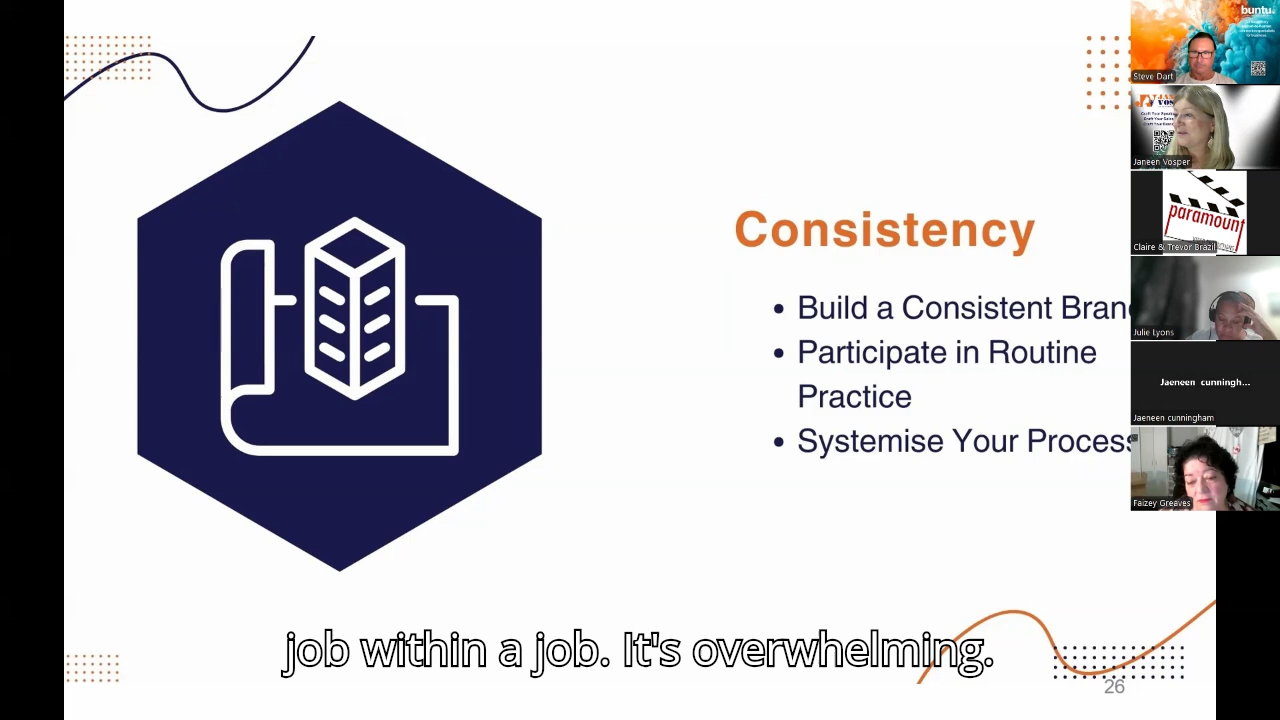 Consistency
Build a Consistent Bran
Participate in Routine
Practice
Systemise Your Process
job within a job. It's overwhelming.
26
buntu.
Steve Dart
Janeen Vosper
paramount
Claire & Trevor Brazil
Julie Lyons
Jaeneen cunningh...
Jaeneen cunningham
Faizey Greaves